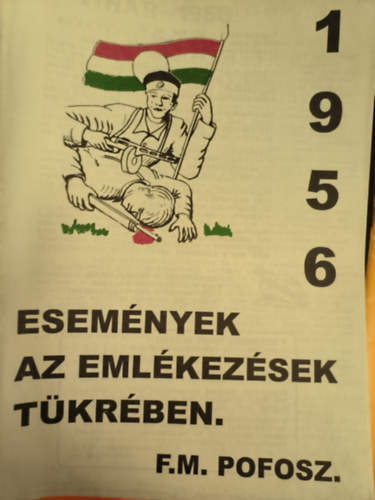 1
9
5
6
ESEMÉNYEK
AZ EMLÉKEZÉSEK
TÜKRÉBEN.
F.M. POFOSZ.